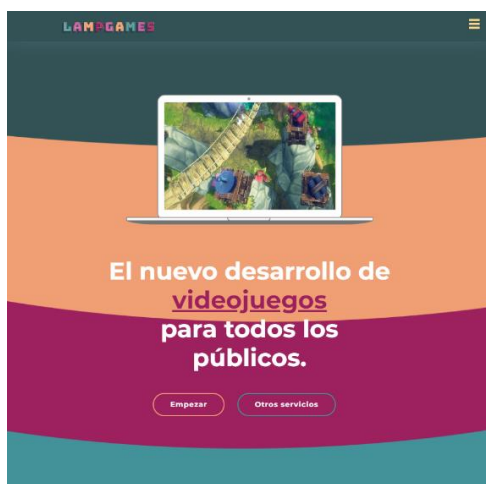 LAMPGAMES
El nuevo desarrollo de
videojuegos
para todos los
públicos.
Empezar
Otros servicios